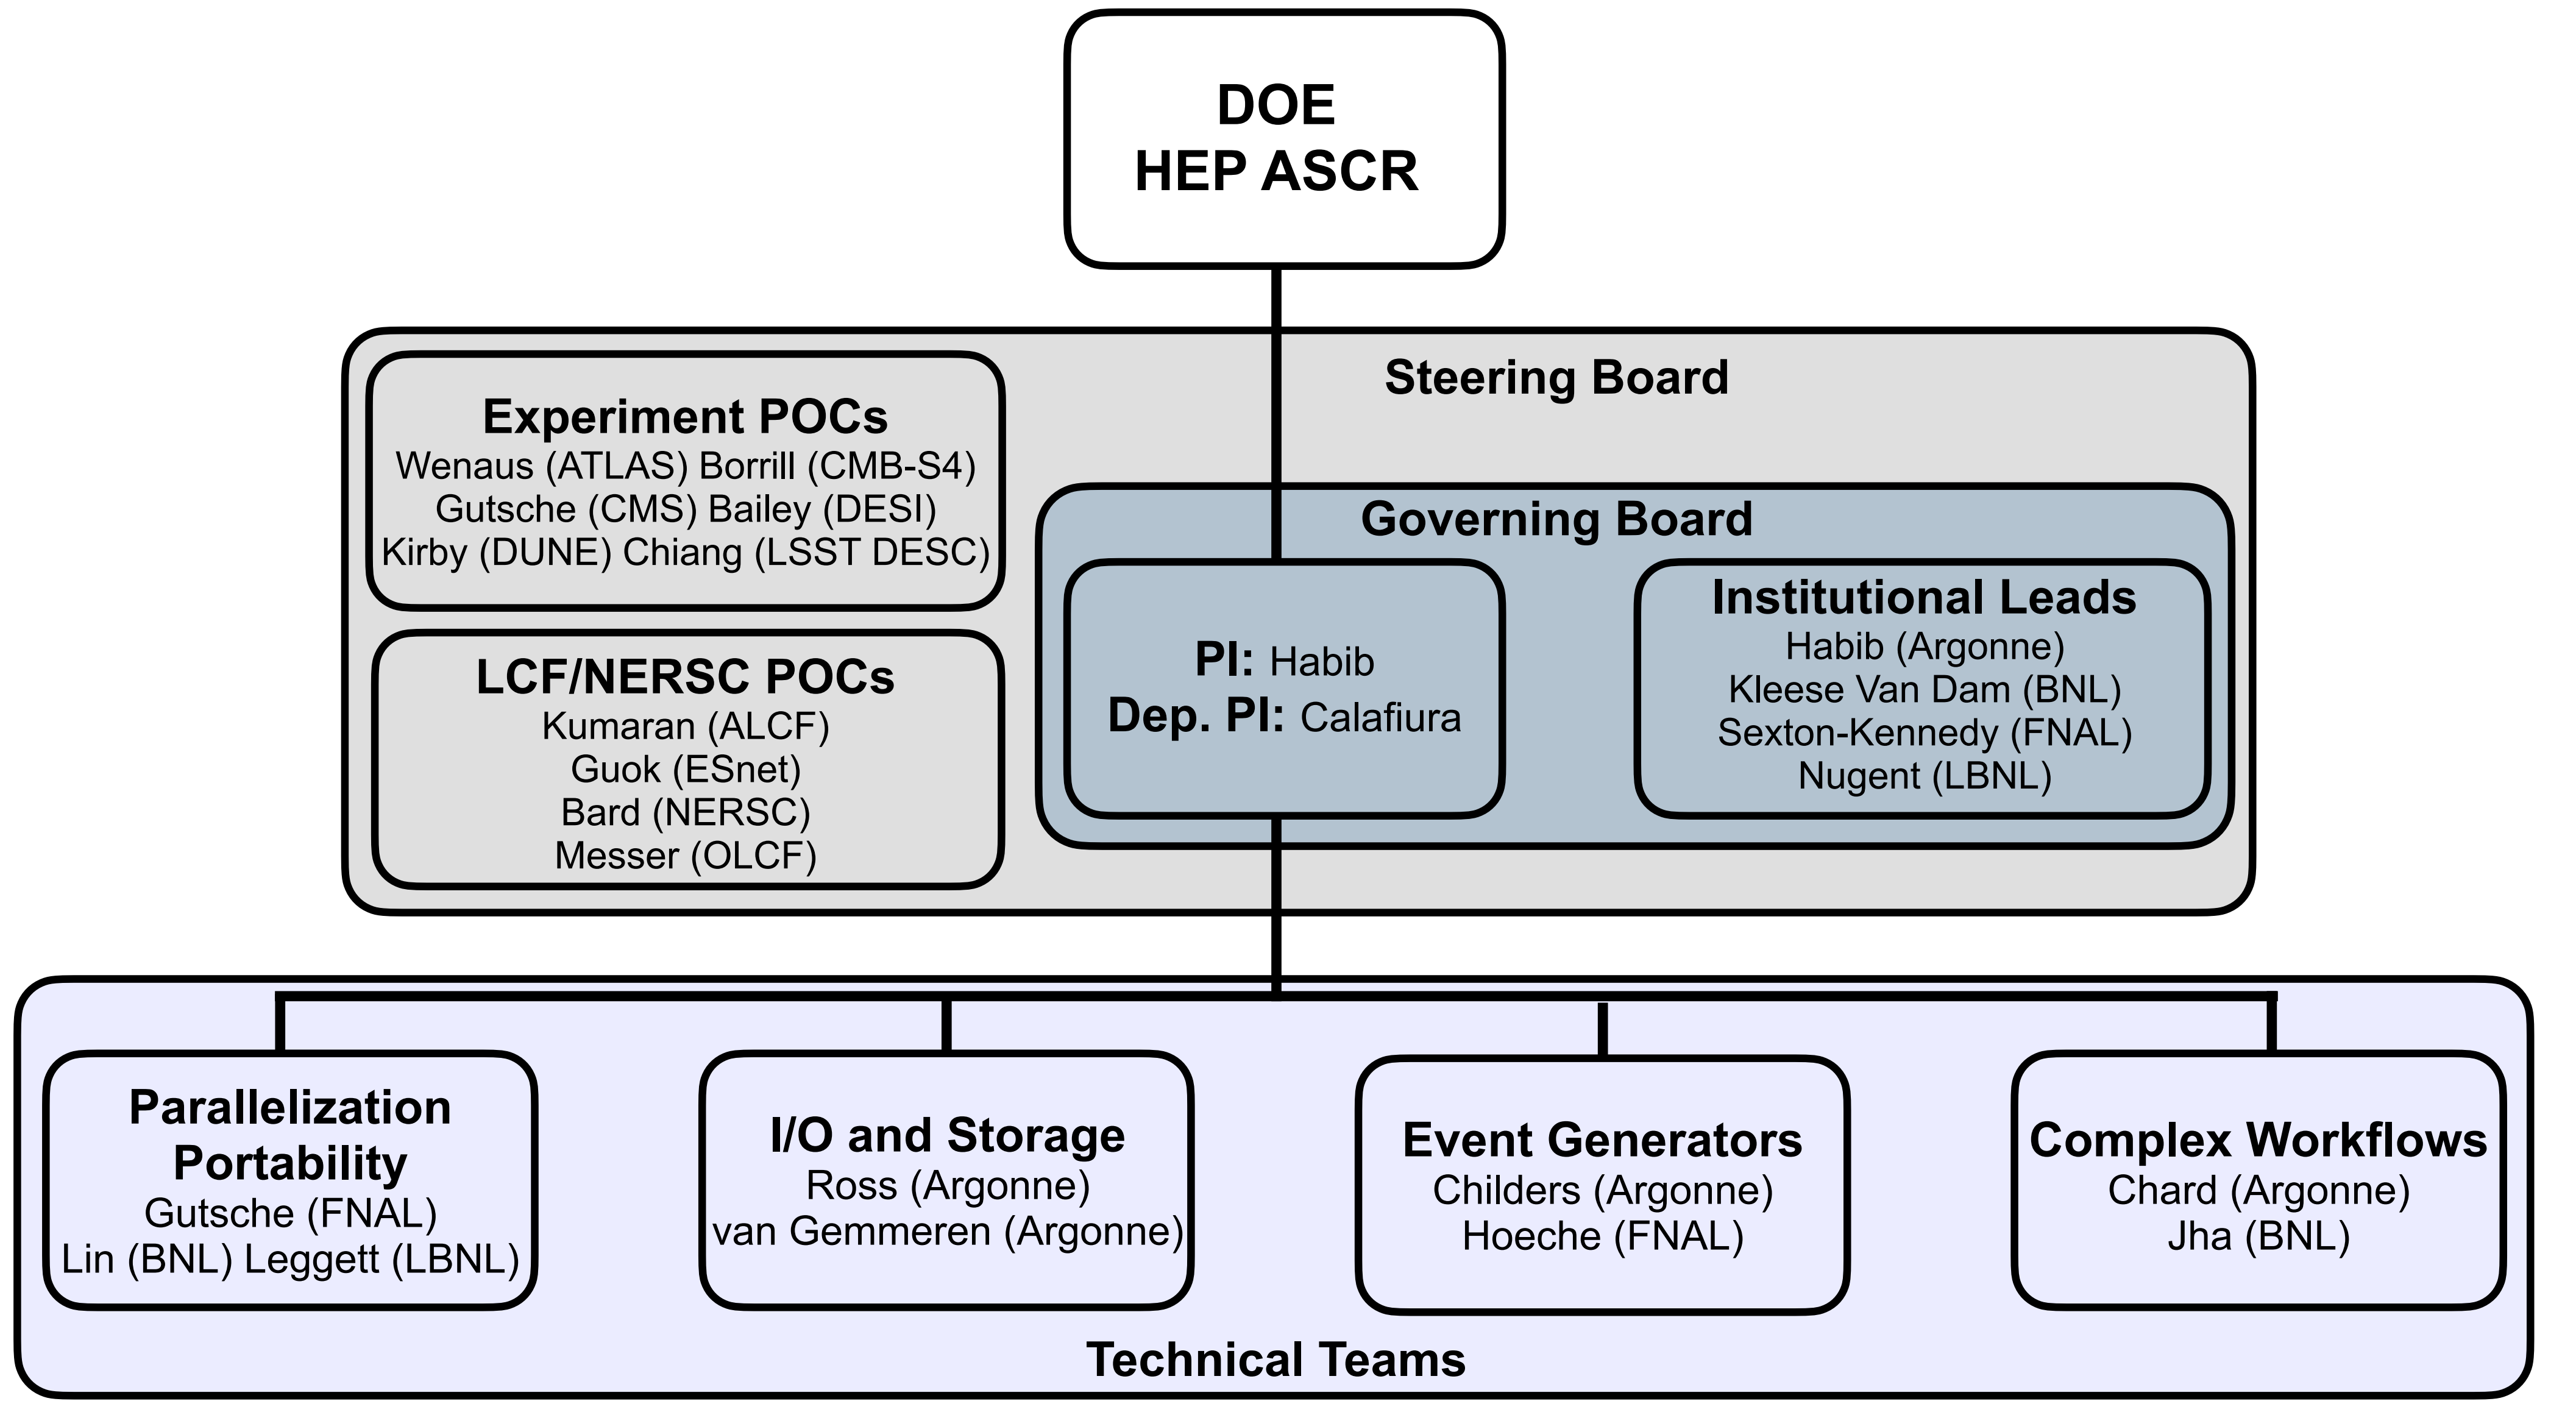 DOE
HEP ASCR
Steering Board
Experiment POCs
Wenaus (ATLAS) Borrill (CMB-S4)
Gutsche (CMS) Bailey (DESI)
Kirby (DUNE) Chiang (LSST DESC)
LCF/NERSC POCs
Kumaran (ALCF)
Guok (ESnet)
Bard (NERSC)
Messer (OLCF)
Governing Board
PI: Habib
Dep. PI: Calafiura
Institutional Leads
Habib (Argonne)
Kleese Van Dam (BNL)
Sexton-Kennedy (FNAL)
Nugent (LBNL)
Parallelization
Portability
Gutsche (FNAL)
Lin (BNL) Leggett (LBNL)
I/O and Storage
Ross (Argonne)
van Gemmeren (Argonne)
Event Generators
Childers (Argonne)
Hoeche (FNAL)
Complex Workflows
Chard (Argonne)
Jha (BNL)
Technical Teams